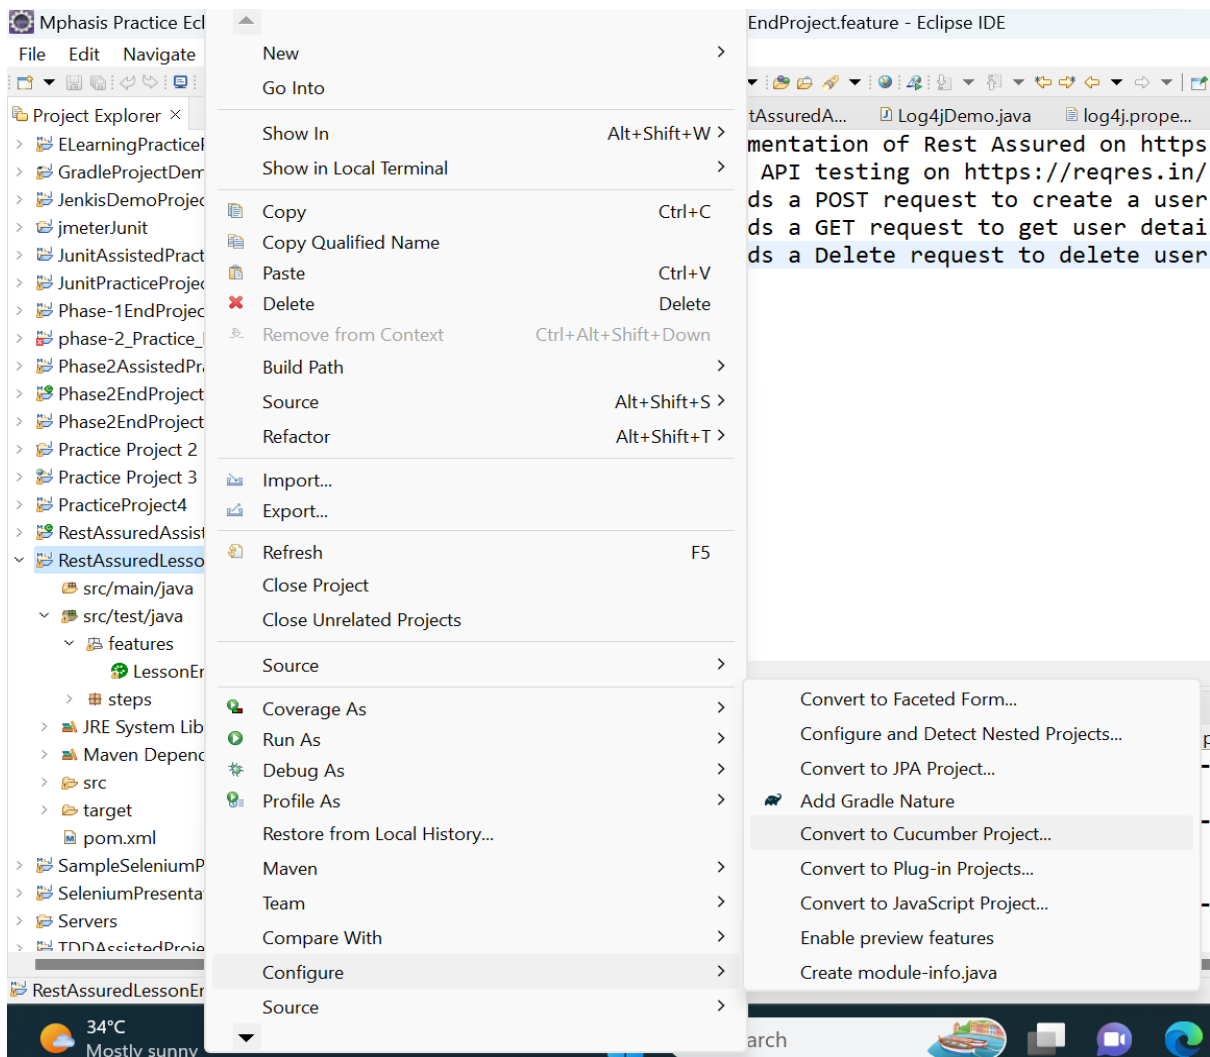 Mphasis Practice Ecl
EndProject.feature - Eclipse IDE
File Edit Navigate
Project Explorer
tAssuredA... Log4jDemo.java log4j.prope...
ELearningPracticeP
GradleProjectDem
JenkisDemoProjec
jmeterJunit
JunitAssistedPract
JunitPracticeProjec
Phase-1EndProjec
phase-2_Practice_
Phase2AssistedPr
Phase2EndProject
Phase2EndProject
Practice Project 2
Practice Project 3
PracticeProject4
RestAssuredAssist
RestAssuredLesso
src/main/java
src/test/java
features
LessonEn
steps
JRE System Lib
Maven Depend
src
target
pom.xml
SampleSeleniumP
SeleniumPresenta
Servers
TDDAssistedProje
RestAssuredLessonEn
34°C
Mostly sunny
New
Go Into
Show In Alt+Shift+W
Show in Local Terminal
Copy Ctrl+C
Copy Qualified Name
Paste Ctrl+V
Delete Delete
Remove from Context Ctrl+Alt+Shift+Down
Build Path
Source Alt+Shift+S
Refactor Alt+Shift+T
Import...
Export...
Refresh F5
Close Project
Close Unrelated Projects
Source
Coverage As
Run As
Debug As
Profile As
Restore from Local History...
Maven
Team
Compare With
Configure
Source
mentation of Rest Assured on https
API testing on https://reqres.in/
ds a POST request to create a user
ds a GET request to get user detai
ds a Delete request to delete user
Convert to Faceted Form...
Configure and Detect Nested Projects...
Convert to JPA Project...
Add Gradle Nature
Convert to Cucumber Project...
Convert to Plug-in Projects...
Convert to JavaScript Project...
Enable preview features
Create module-info.java
arch